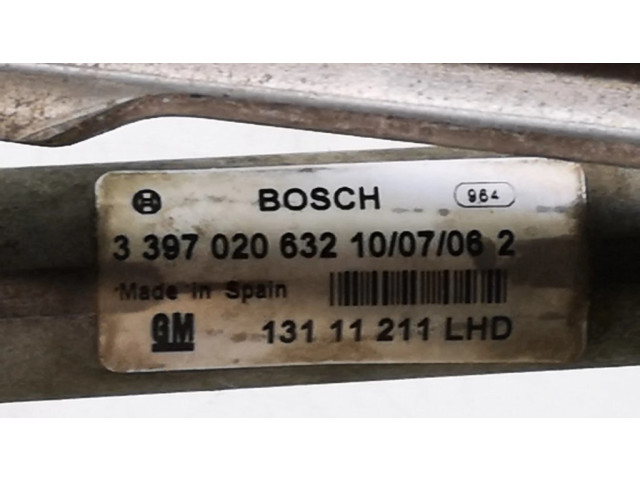 BOSCH 964
3 397 020 632 10/07/06 2
Made in Spain
GM 131 11 211 LHD